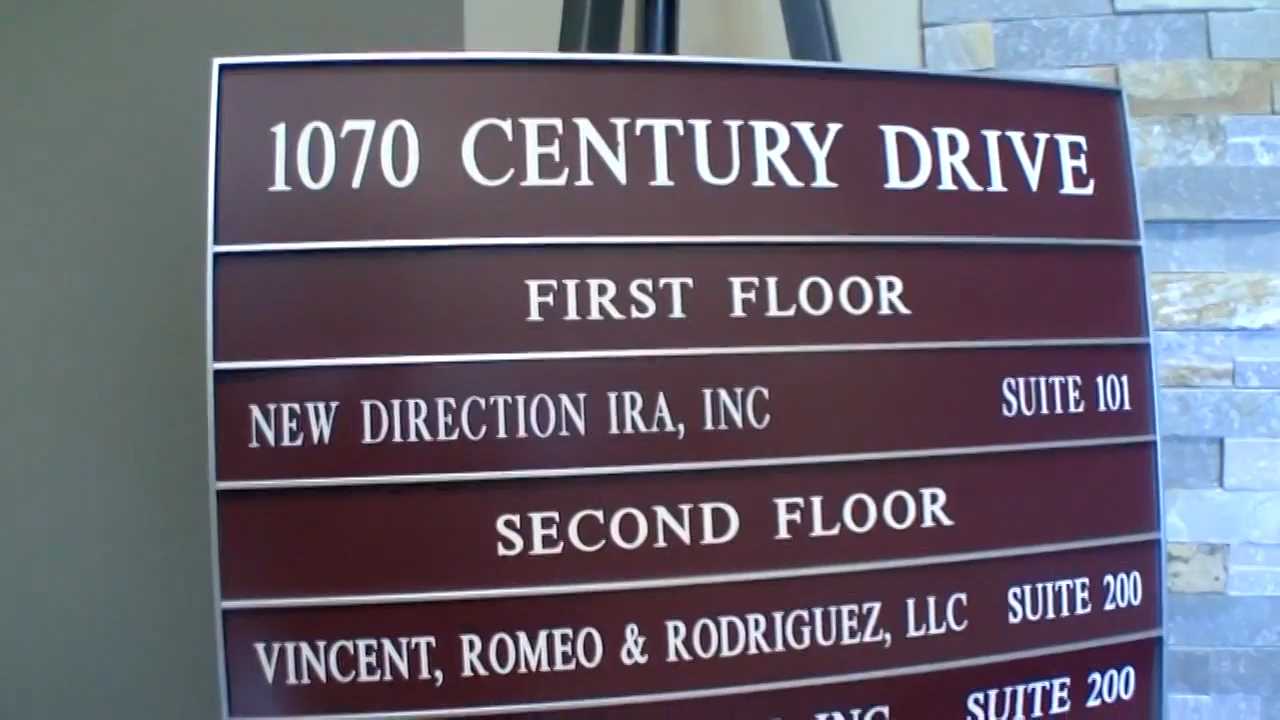 1070 CENTURY DRIVE
FIRST FLOOR
NEW DIRECTION IRA, INC SUITE 101
SECOND FLOOR
VINCENT, ROMEO & RODRIGUEZ, LLC SUITE 200
INC SUITE 200